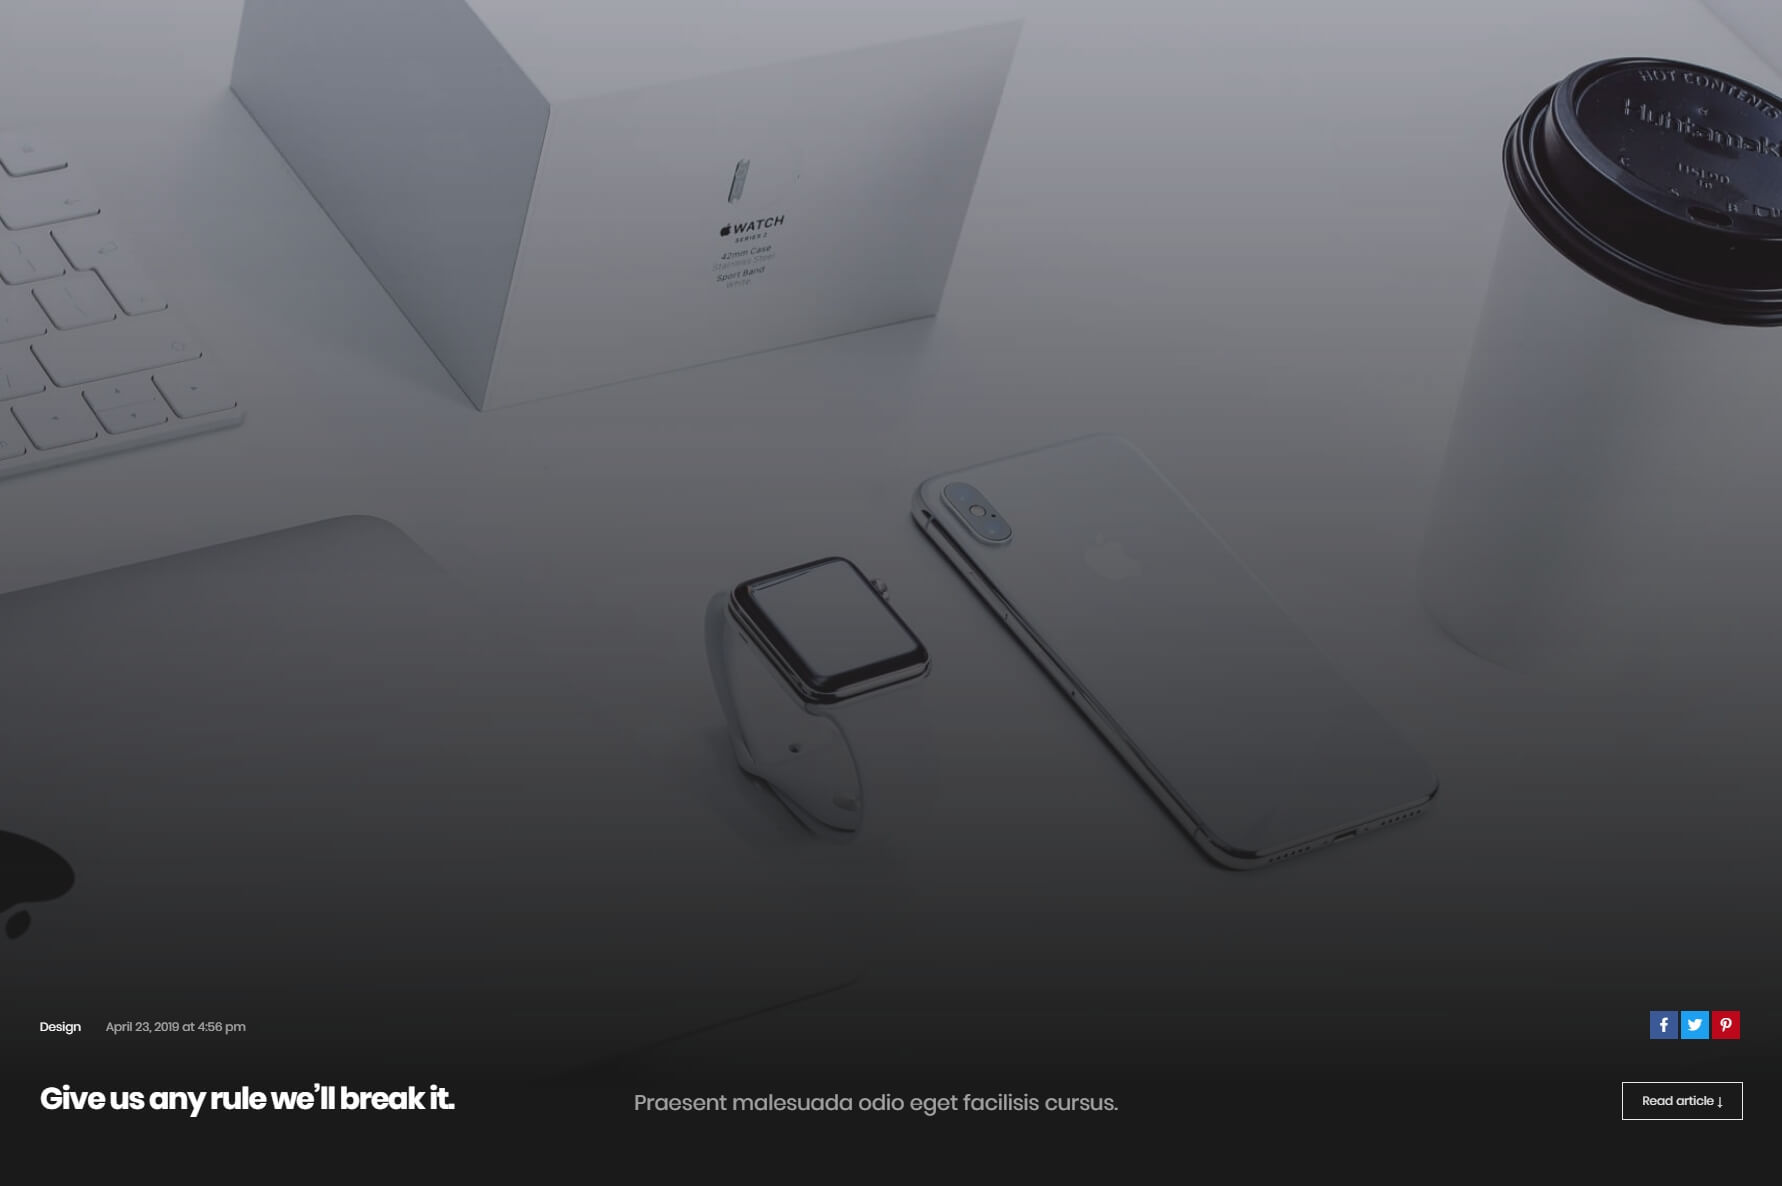 HOT CONTENTS
Huhtamak
WATCH
SERIES 2
42mm Case
Stainless Steel
Sport Band
White
Design April 23, 2019 at 4:56 pm
Give us any rule we’ll break it.
Praesent malesuada odio eget facilisis cursus.
Read article ↓